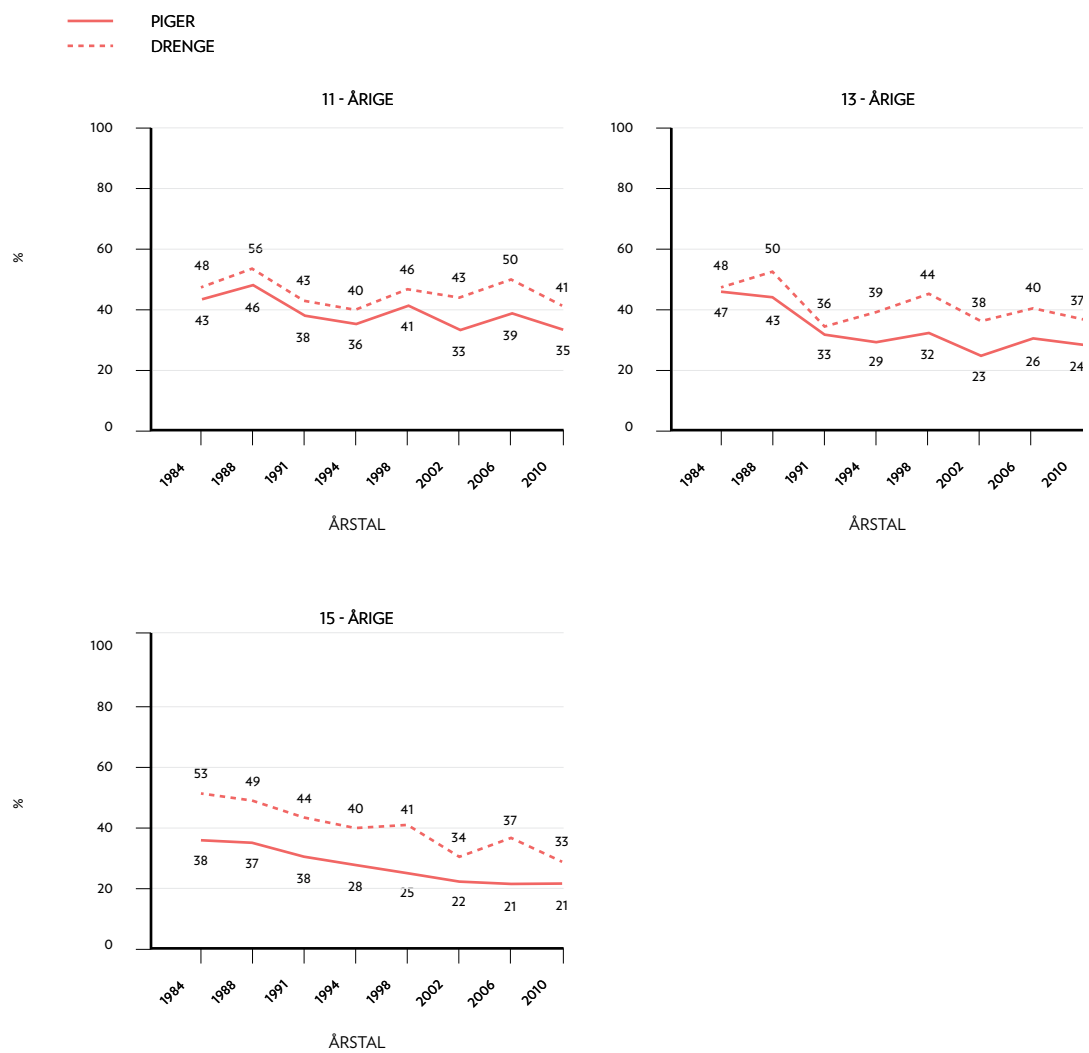 PIGER
DRENGE
11 - ÅRIGE
100
80
60
40
20
0
%
48 56 43 40 46 43 50 41
43 46 38 36 41 33 39 35
1984 1988 1991 1994 1998 2002 2006 2010
ÅRSTAL
13 - ÅRIGE
100
80
60
40
20
0
48 50 36 39 44 38 40 37
47 43 33 29 32 23 26 24
1984 1988 1991 1994 1998 2002 2006 2010
ÅRSTAL
15 - ÅRIGE
100
80
60
40
20
0
%
53 49 44 40 41 34 37 33
38 37 38 28 25 22 21 21
1984 1988 1991 1994 1998 2002 2006 2010
ÅRSTAL